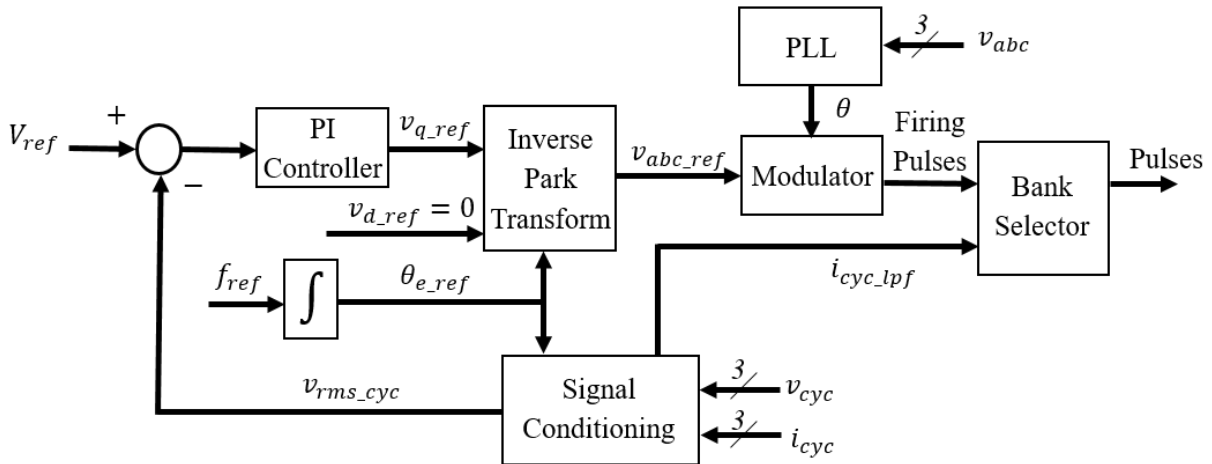 PLL
3
v_abc
θ
V_ref
+
−
PI
Controller
v_q_ref
Inverse
Park
Transform
v_d_ref = 0
v_abc_ref
Modulator
Firing
Pulses
Bank
Selector
Pulses
f_ref
∫
θ_e_ref
i_cyc_lpf
v_rms_cyc
Signal
Conditioning
3
v_cyc
3
i_cyc